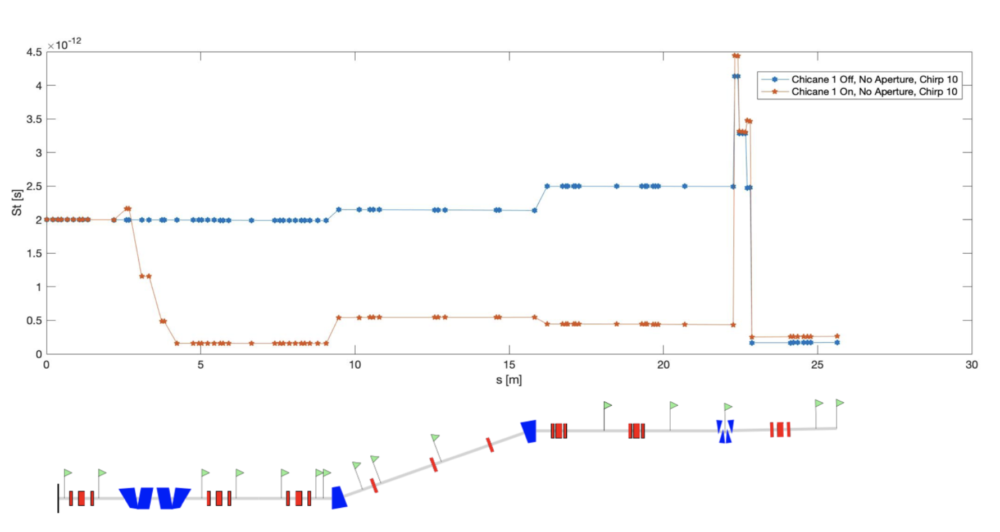 ×10⁻¹²
4.5
4
3.5
3
2.5
2
1.5
1
0.5
0
St [s]
Chicane 1 Off, No Aperture, Chirp 10
Chicane 1 On, No Aperture, Chirp 10
0 5 10 15 20 25 30
s [m]